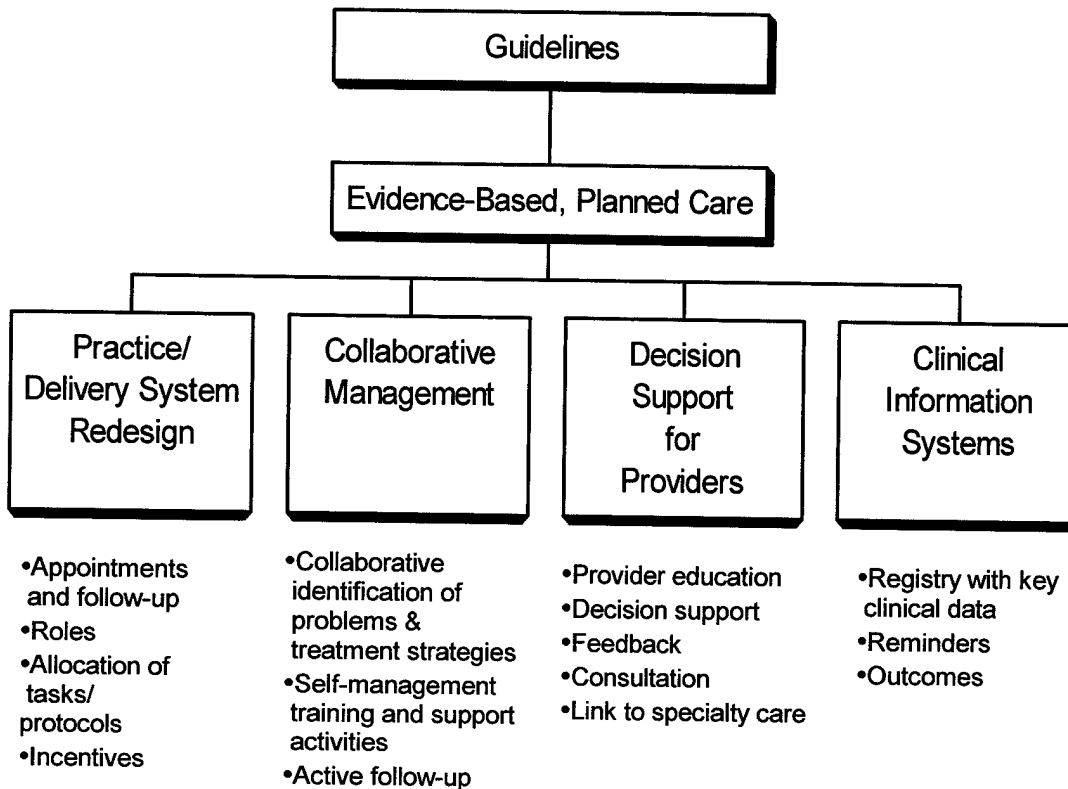 Guidelines
Evidence-Based, Planned Care
Practice/
Delivery System
Redesign
Collaborative
Management
Decision
Support
for
Providers
Clinical
Information
Systems
•Appointments
and follow-up
•Roles
•Allocation of
tasks/
protocols
•Incentives
•Collaborative
identification of
problems &
treatment strategies
•Self-management
training and support
activities
•Active follow-up
•Provider education
•Decision support
•Feedback
•Consultation
•Link to specialty care
•Registry with key
clinical data
•Reminders
•Outcomes